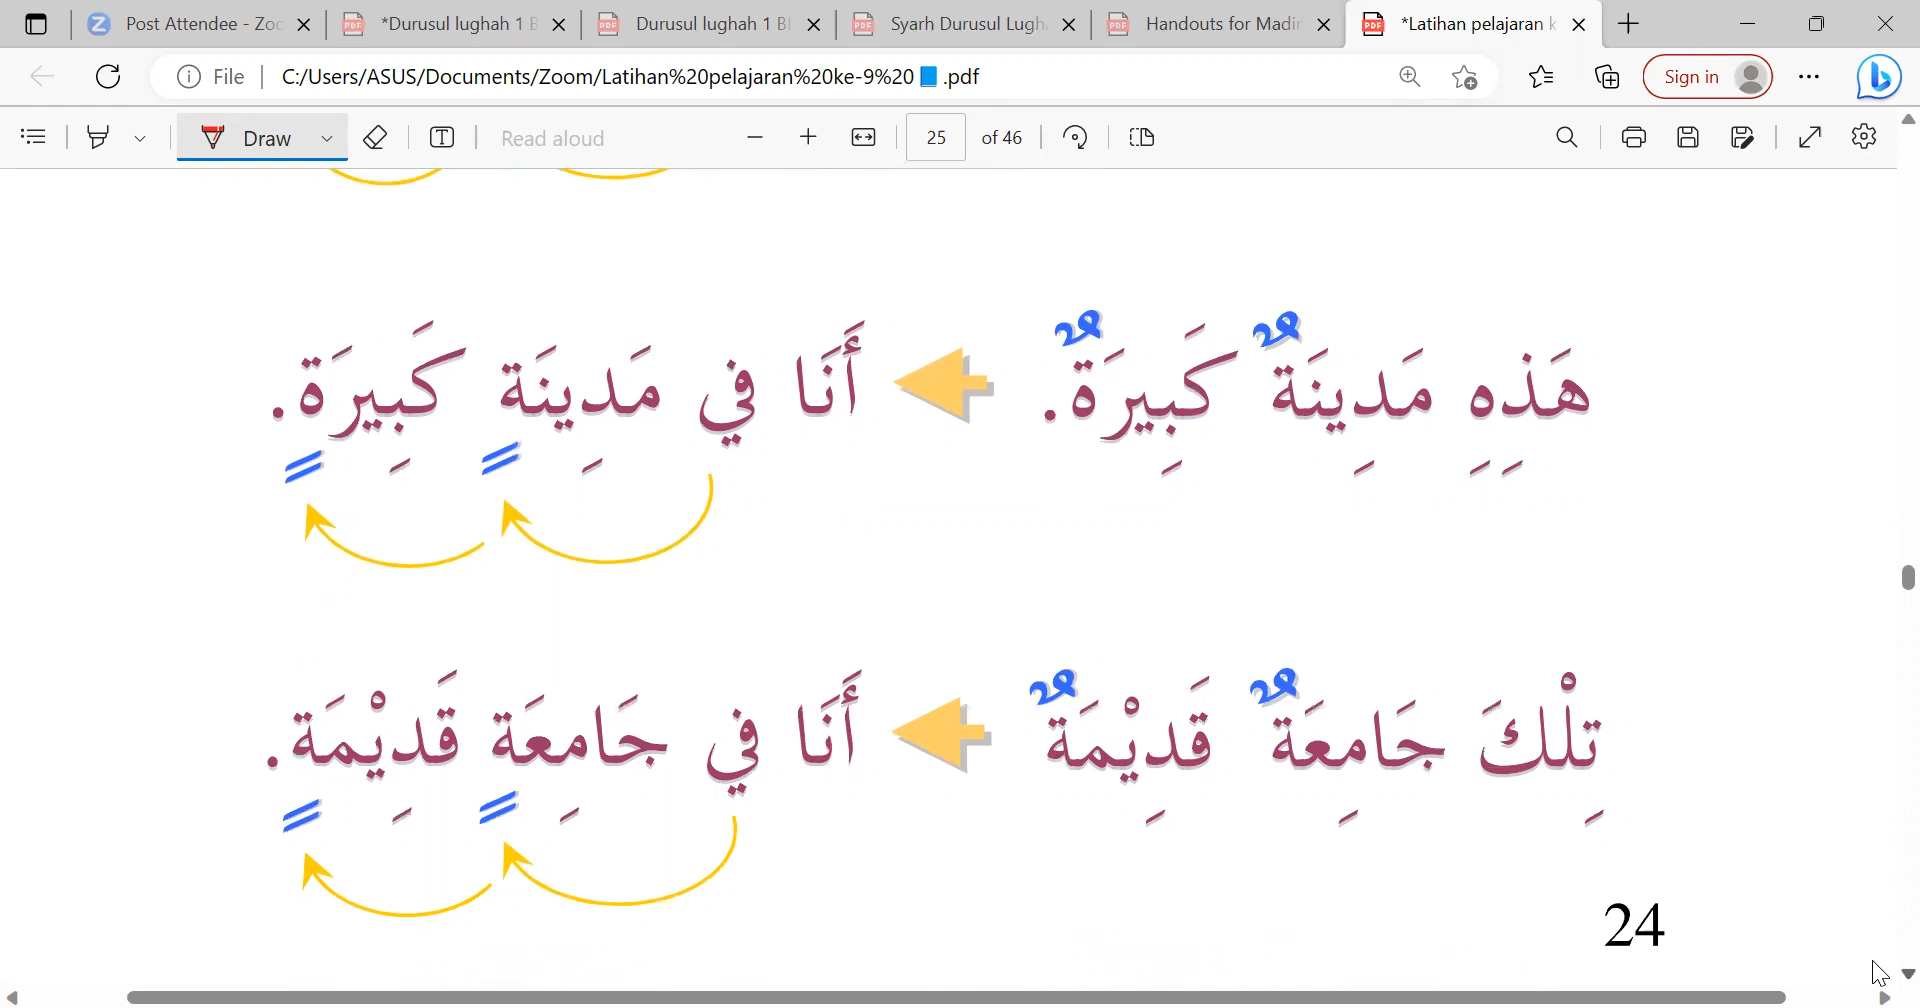 Post Attendee - Zoo
*Durusul lughah 1 B
Durusul lughah 1 Bl
Syarh Durusul Lugh
Handouts for Madin
*Latihan pelajaran k
File
C:/Users/ASUS/Documents/Zoom/Latihan%20pelajaran%20ke-9%20📘.pdf
Sign in
Draw
Read aloud
25 of 46
هَذِهِ مَدِينَةٌ كَبِيرَةٌ. أَنَا فِي مَدِينَةٍ كَبِيرَةٍ.
تِلْكَ جَامِعَةٌ قَدِيْمَةٌ أَنَا فِي جَامِعَةٍ قَدِيْمَةٍ.
24